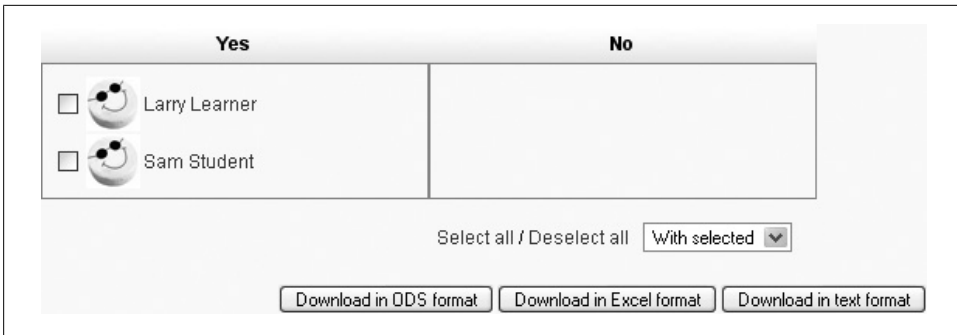 Yes No
Larry Learner
Sam Student
Select all / Deselect all With selected
Download in ODS format Download in Excel format Download in text format